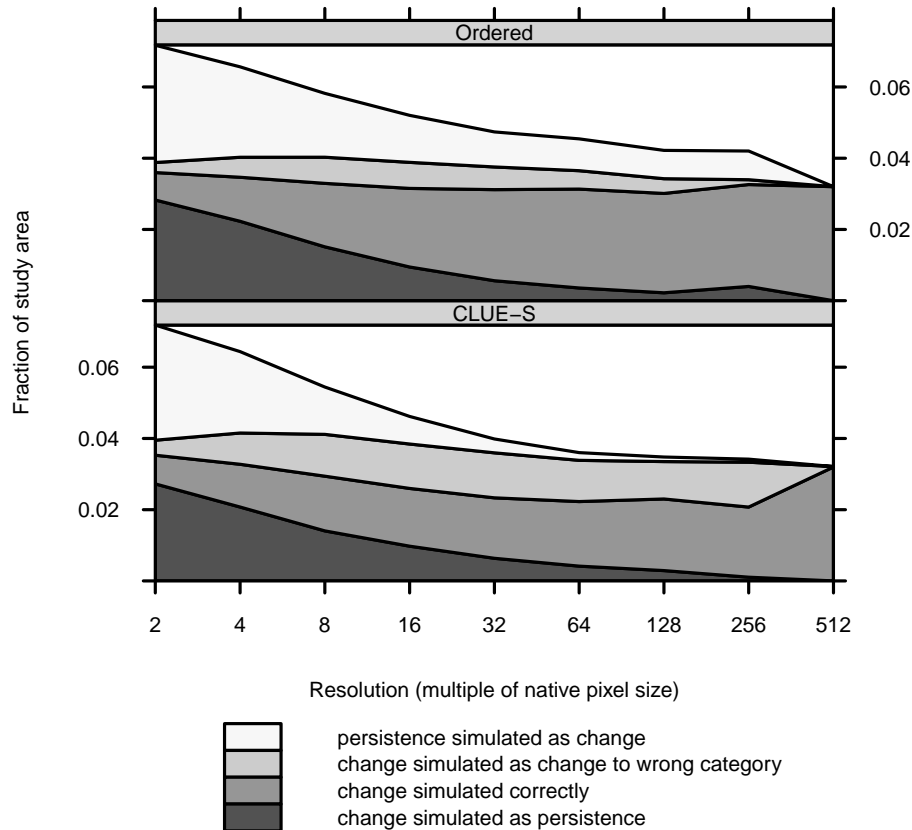 Ordered
0.06
0.04
0.02
CLUE−S
0.06
0.04
0.02
Fraction of study area
2 4 8 16 32 64 128 256 512
Resolution (multiple of native pixel size)
persistence simulated as change
change simulated as change to wrong category
change simulated correctly
change simulated as persistence